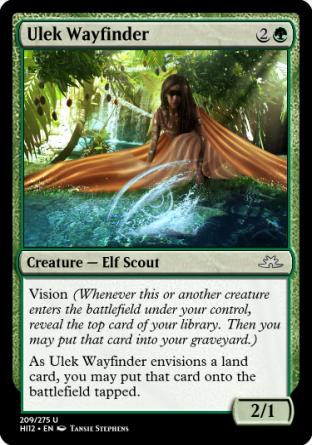 Ulek Wayfinder 2
Creature — Elf Scout
Vision (Whenever this or another creature
enters the battlefield under your control,
reveal the top card of your library. Then you
may put that card into your graveyard.)
As Ulek Wayfinder envisions a land
card, you may put that card onto the
battlefield tapped.
2/1
209/275 U
HI2 • EN Tansie Stephens